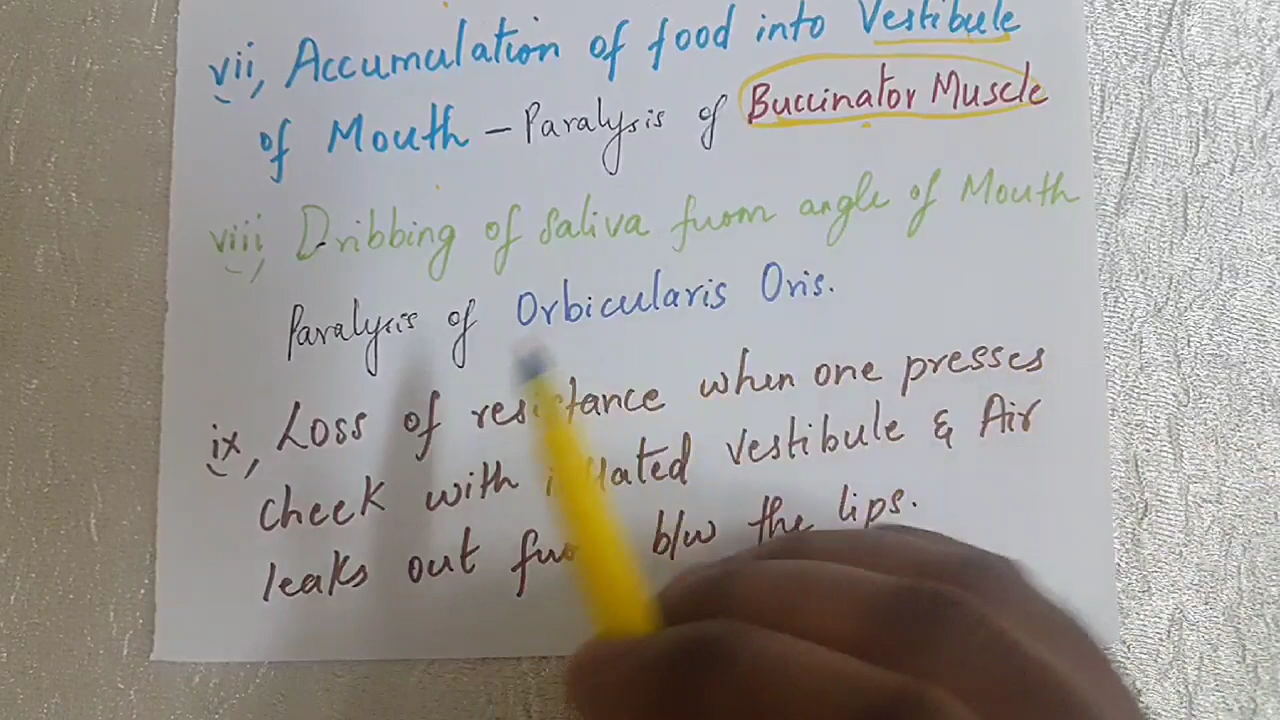 vii, Accumulation of food into Vestibule
of Mouth - Paralysis of Buccinator Muscle
viii, Dribbing of Saliva from angle of Mouth
Paralysis of Orbicularis Oris.
ix, Loss of resistance when one presses
cheek with vestibule & Air
leaks out b/w the lips.